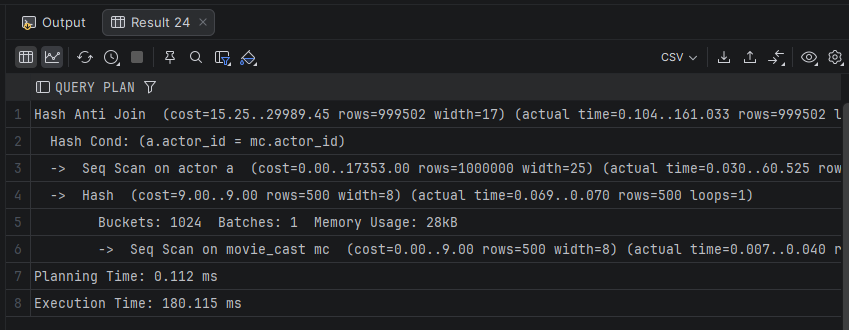 Output
Result 24
CSV
QUERY PLAN
1 Hash Anti Join  (cost=15.25..29989.45 rows=999502 width=17) (actual time=0.104..161.033 rows=999502 l
2 Hash Cond: (a.actor_id = mc.actor_id)
3 ->  Seq Scan on actor a  (cost=0.00..17353.00 rows=1000000 width=25) (actual time=0.030..60.525 row
4 ->  Hash  (cost=9.00..9.00 rows=500 width=8) (actual time=0.069..0.070 rows=500 loops=1)
5 Buckets: 1024  Batches: 1  Memory Usage: 28kB
6 ->  Seq Scan on movie_cast mc  (cost=0.00..9.00 rows=500 width=8) (actual time=0.007..0.040 r
7 Planning Time: 0.112 ms
8 Execution Time: 180.115 ms